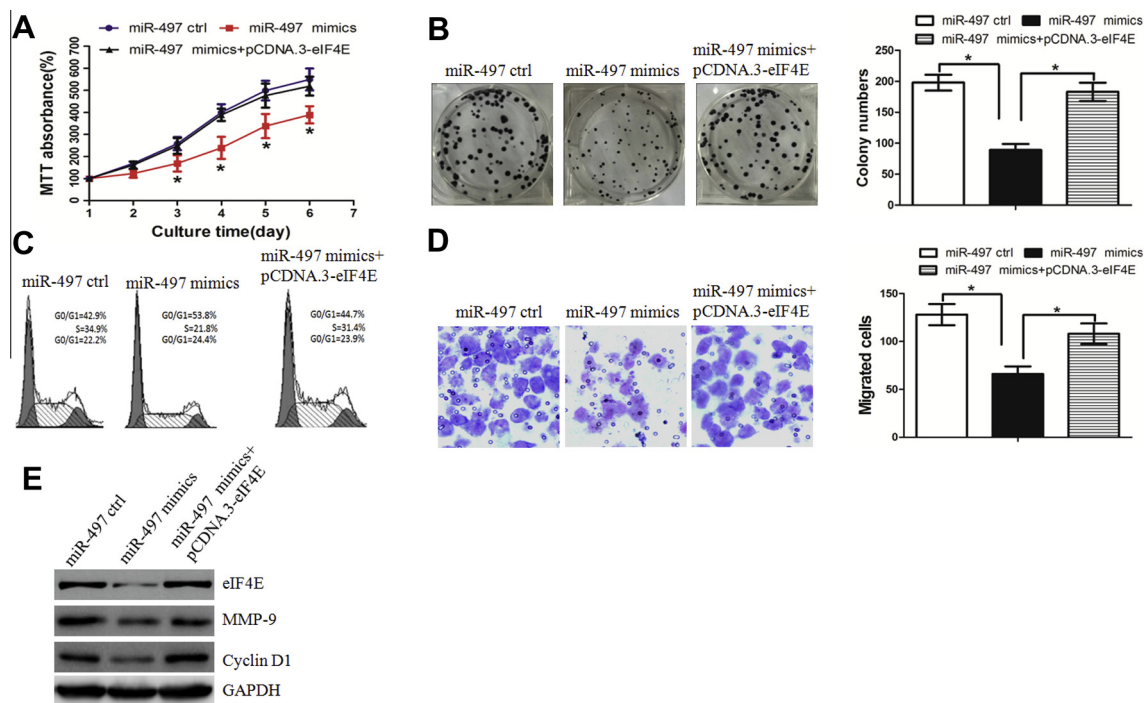 A
miR-497 ctrl
miR-497 mimics
miR-497 mimics+pCDNA.3-eIF4E
MTT absorbance(%)
700
600
500
400
300
200
100
0
1 2 3 4 5 6 7
* * * *
Culture time(day)
B
miR-497 ctrl
miR-497 mimics
miR-497 mimics+
pCDNA.3-eIF4E
miR-497 ctrl
miR-497 mimics
miR-497 mimics+pCDNA.3-eIF4E
Colony numbers
200
150
100
50
0
* *
C
miR-497 ctrl
miR-497 mimics
miR-497 mimics+
pCDNA.3-eIF4E
G0/G1=42.9%
S=34.9%
G0/G1=22.2%
G0/G1=53.8%
S=21.8%
G0/G1=24.4%
G0/G1=44.7%
S=31.4%
G0/G1=23.9%
D
miR-497 ctrl
miR-497 mimics
miR-497 mimics+
pCDNA.3-eIF4E
miR-497 ctrl
miR-497 mimics
miR-497 mimics+pCDNA.3-eIF4E
Migrated cells
150
100
50
0
* *
E
miR-497 ctrl
miR-497 mimics
miR-497 mimics+
pCDNA.3-eIF4E
eIF4E
MMP-9
Cyclin D1
GAPDH